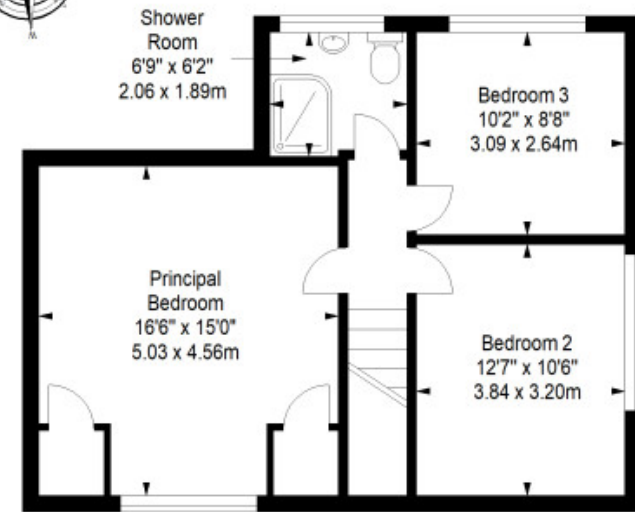 Shower
Room
6'9" x 6'2"
2.06 x 1.89m
Bedroom 3
10'2" x 8'8"
3.09 x 2.64m
Principal
Bedroom
16'6" x 15'0"
5.03 x 4.56m
Bedroom 2
12'7" x 10'6"
3.84 x 3.20m